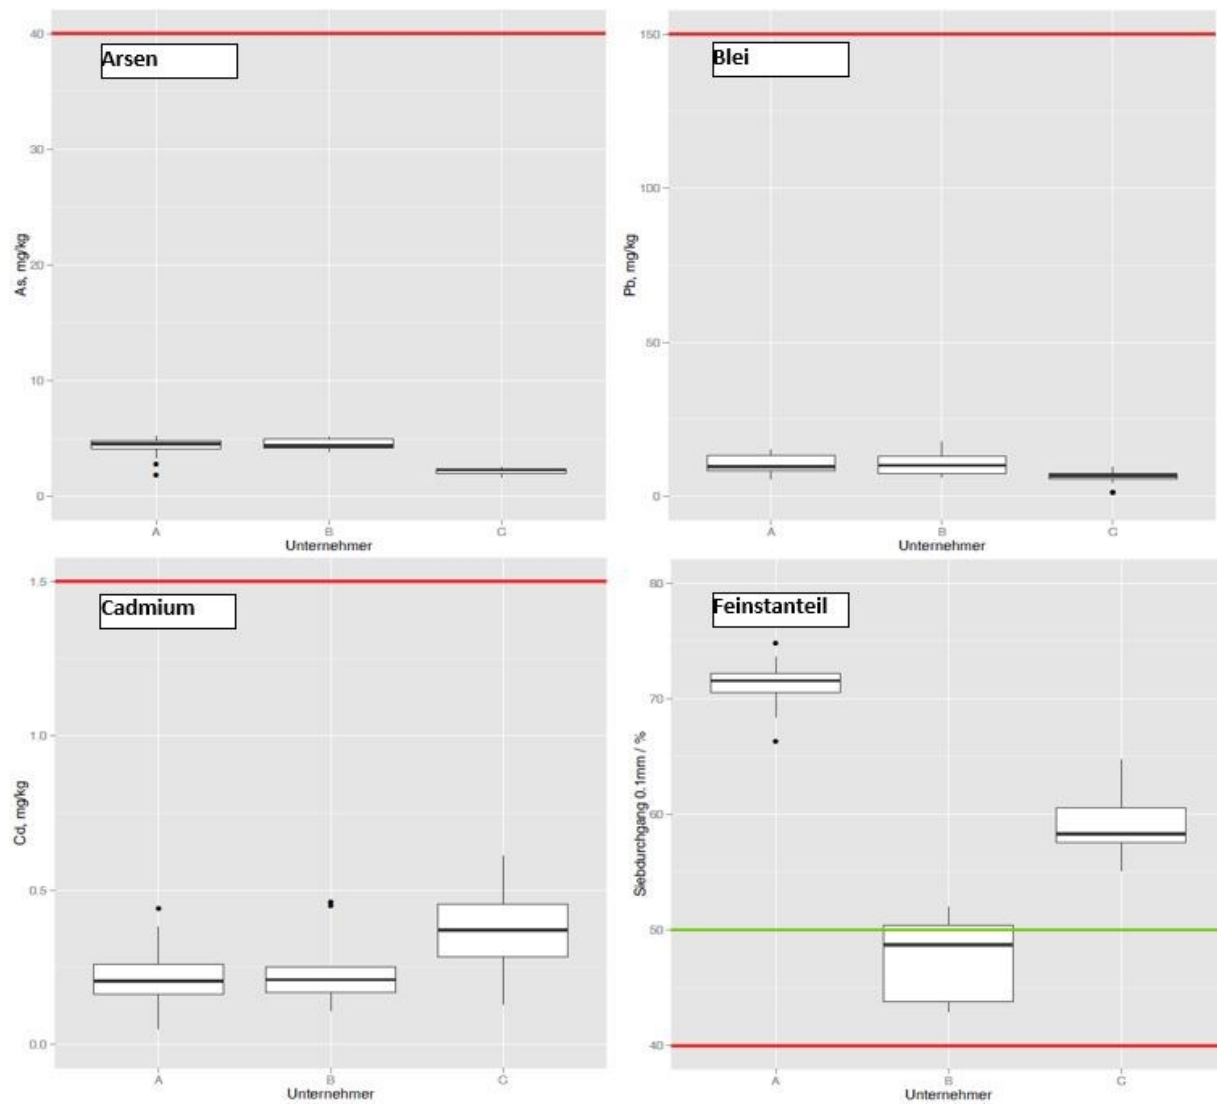 40
Arsen
30
20
10
0
As, mg/kg
A B C
Unternehmer
150
Blei
100
50
0
Pb, mg/kg
A B C
Unternehmer
1.5
Cadmium
1.0
0.5
0.0
Cd, mg/kg
A B C
Unternehmer
80
Feinstanteil
70
60
50
40
Siebdurchgang 0.1mm / %
A B C
Unternehmer